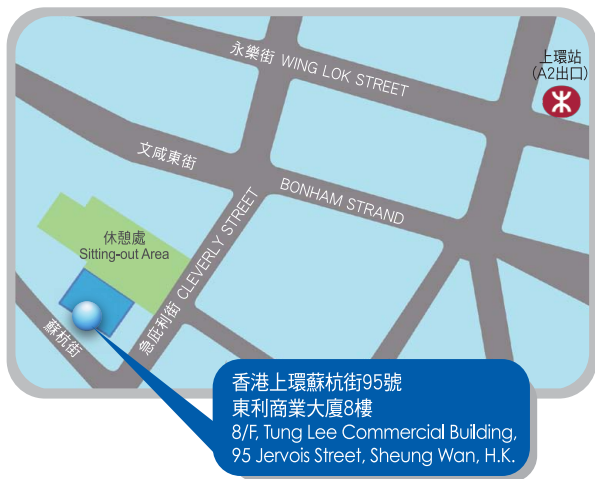 永樂街 WING LOK STREET
上環站
(A2出口)
文咸東街
BONHAM STRAND
休憩處
Sitting-out Area
急庇利街 CLEVERLY STREET
蘇杭街
香港上環蘇杭街95號
東利商業大廈8樓
8/F, Tung Lee Commercial Building,
95 Jervois Street, Sheung Wan, H.K.